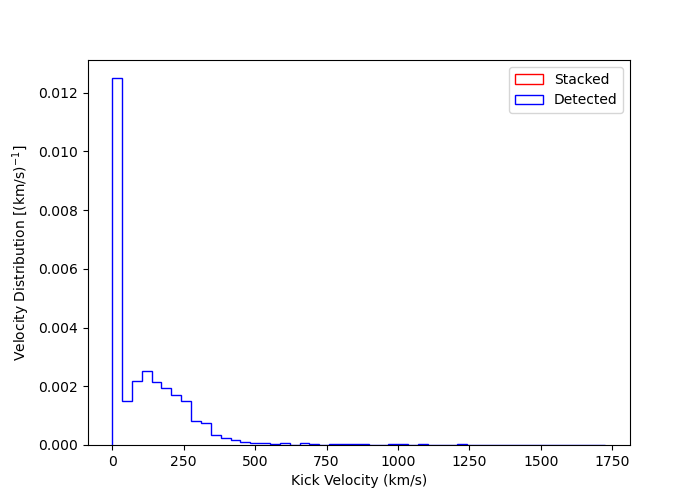 Stacked
Detected
0.012
0.010
0.008
0.006
0.004
0.002
0.000
Velocity Distribution [(km/s)⁻¹]
0 250 500 750 1000 1250 1500 1750
Kick Velocity (km/s)